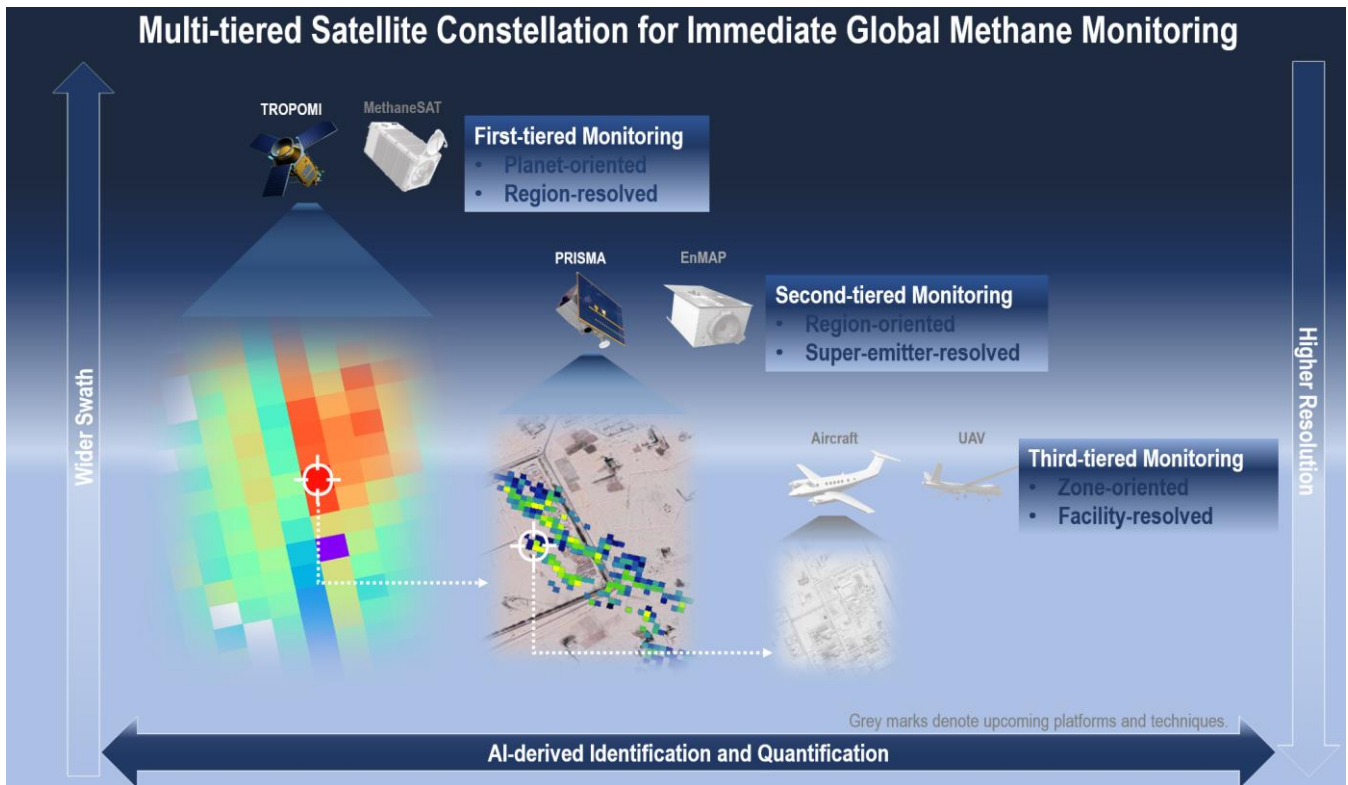 Multi-tiered Satellite Constellation for Immediate Global Methane Monitoring
TROPOMI
MethaneSAT
First-tiered Monitoring
• Planet-oriented
• Region-resolved
PRISMA
EnMAP
Second-tiered Monitoring
• Region-oriented
• Super-emitter-resolved
Aircraft
UAV
Third-tiered Monitoring
• Zone-oriented
• Facility-resolved
Wider Swath
Higher Resolution
Grey marks denote upcoming platforms and techniques.
AI-derived Identification and Quantification